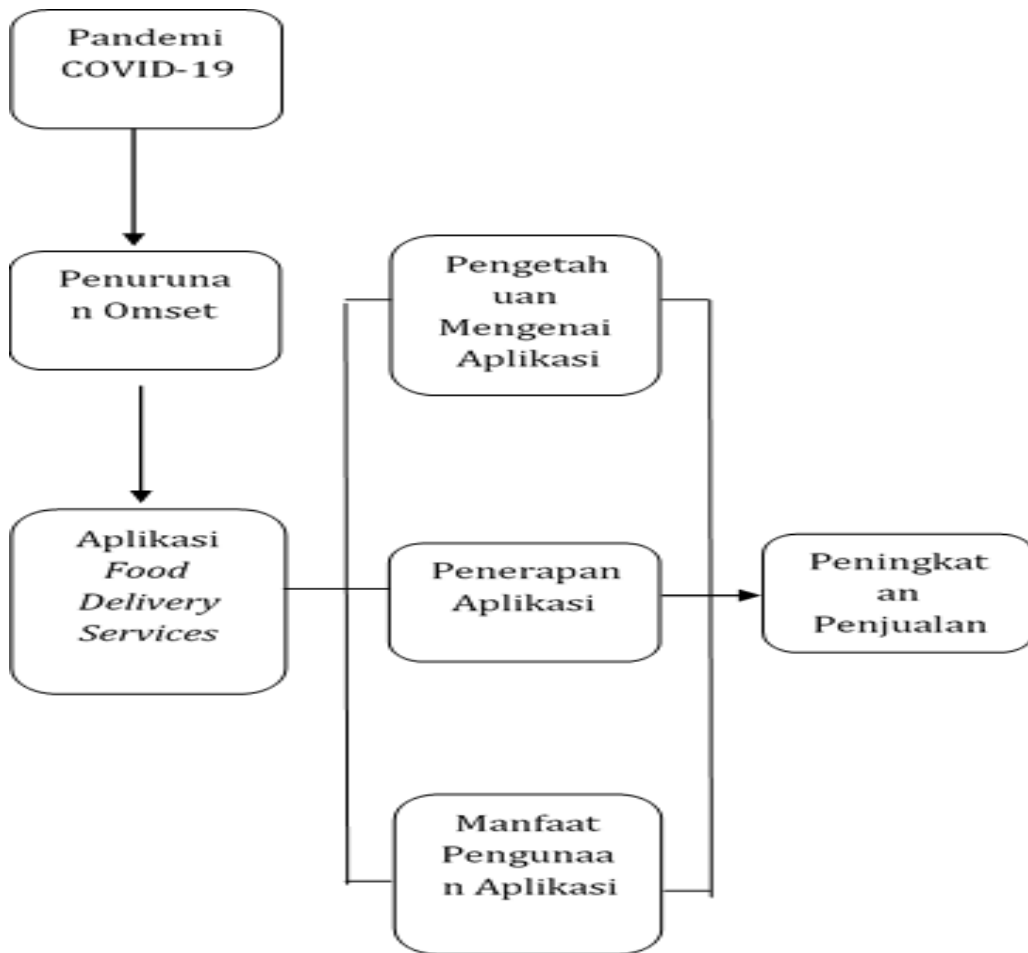 Pandemi
COVID-19
Penuruna
n Omset
Aplikasi
Food
Delivery
Services
Pengetah
uan
Mengenai
Aplikasi
Penerapan
Aplikasi
Manfaat
Pengunaa
n Aplikasi
Peningkat
an
Penjualan